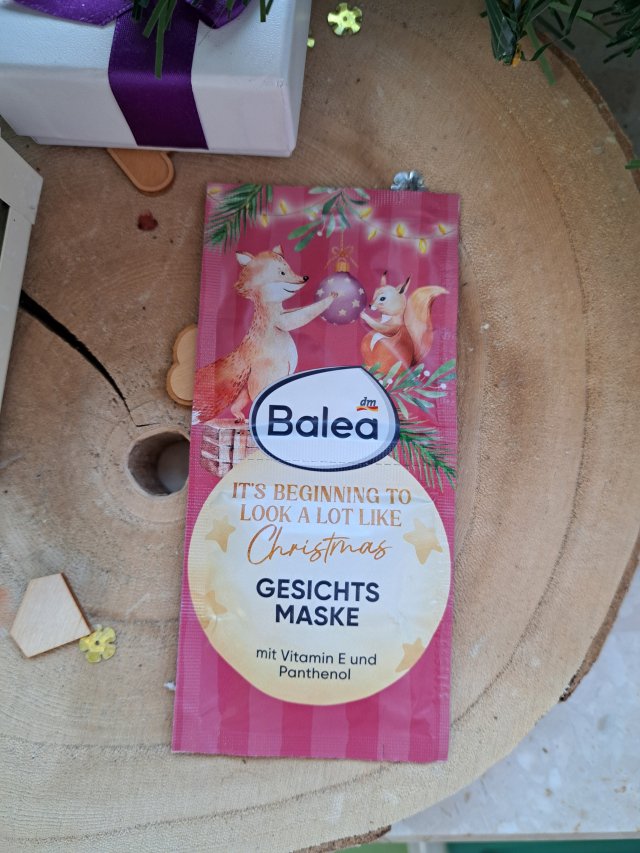 dm
Balea
IT'S BEGINNING TO
LOOK A LOT LIKE
Christmas
GESICHTS
MASKE
mit Vitamin E und
Panthenol